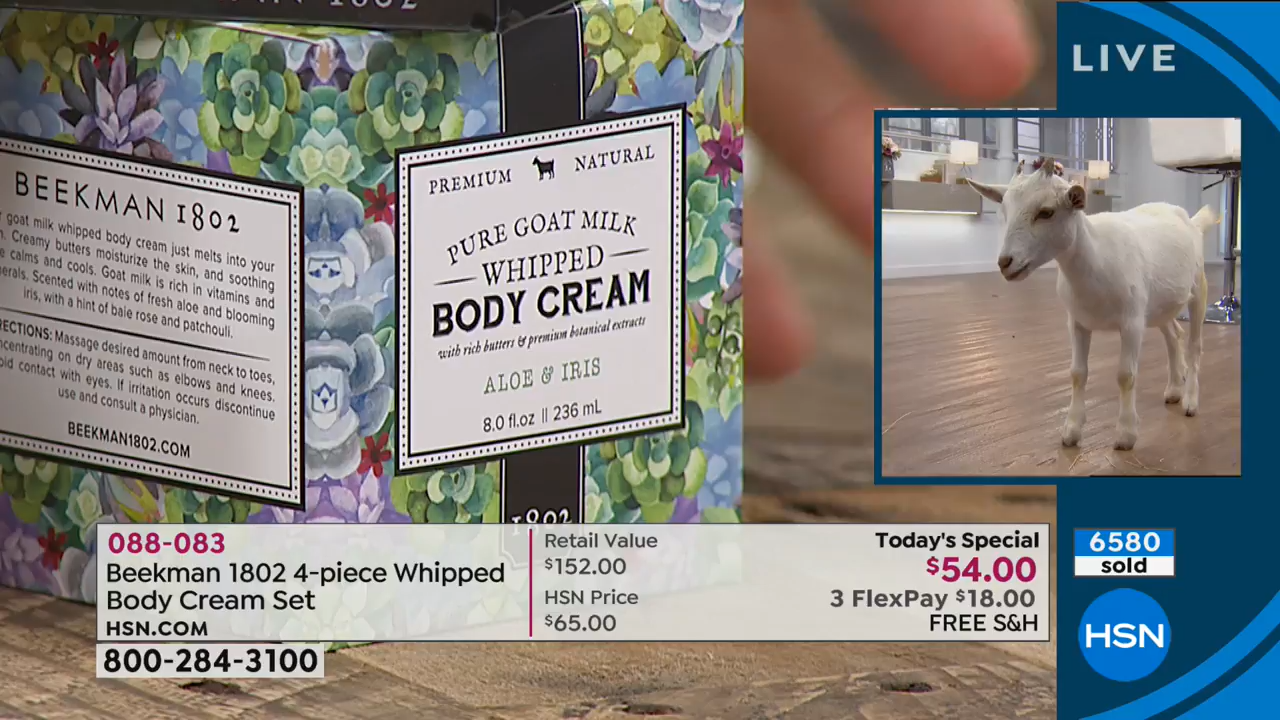 1802
LIVE
BEEKMAN 1802
goat milk whipped body cream just melts into your
Creamy butters moisturize the skin, and soothing
calms and cools. Goat milk is rich in vitamins and
Scented with notes of fresh aloe and blooming
iris, with a hint of baie rose and patchouli.
Massage desired amount from neck to toes,
on dry areas such as elbows and knees.
contact with eyes. If irritation occurs discontinue
use and consult a physician.
BEEKMAN1802.COM
PREMIUM NATURAL
PURE GOAT MILK
WHIPPED
BODY CREAM
with rich butters & premium botanical extracts
ALOE & IRIS
8.0 fl.oz || 236 mL
1802
088-083
Beekman 1802 4-piece Whipped
Body Cream Set
HSN.COM
800-284-3100
Retail Value
$152.00
HSN Price
$65.00
Today's Special
$54.00
3 FlexPay $18.00
FREE S&H
6580
sold
HSN